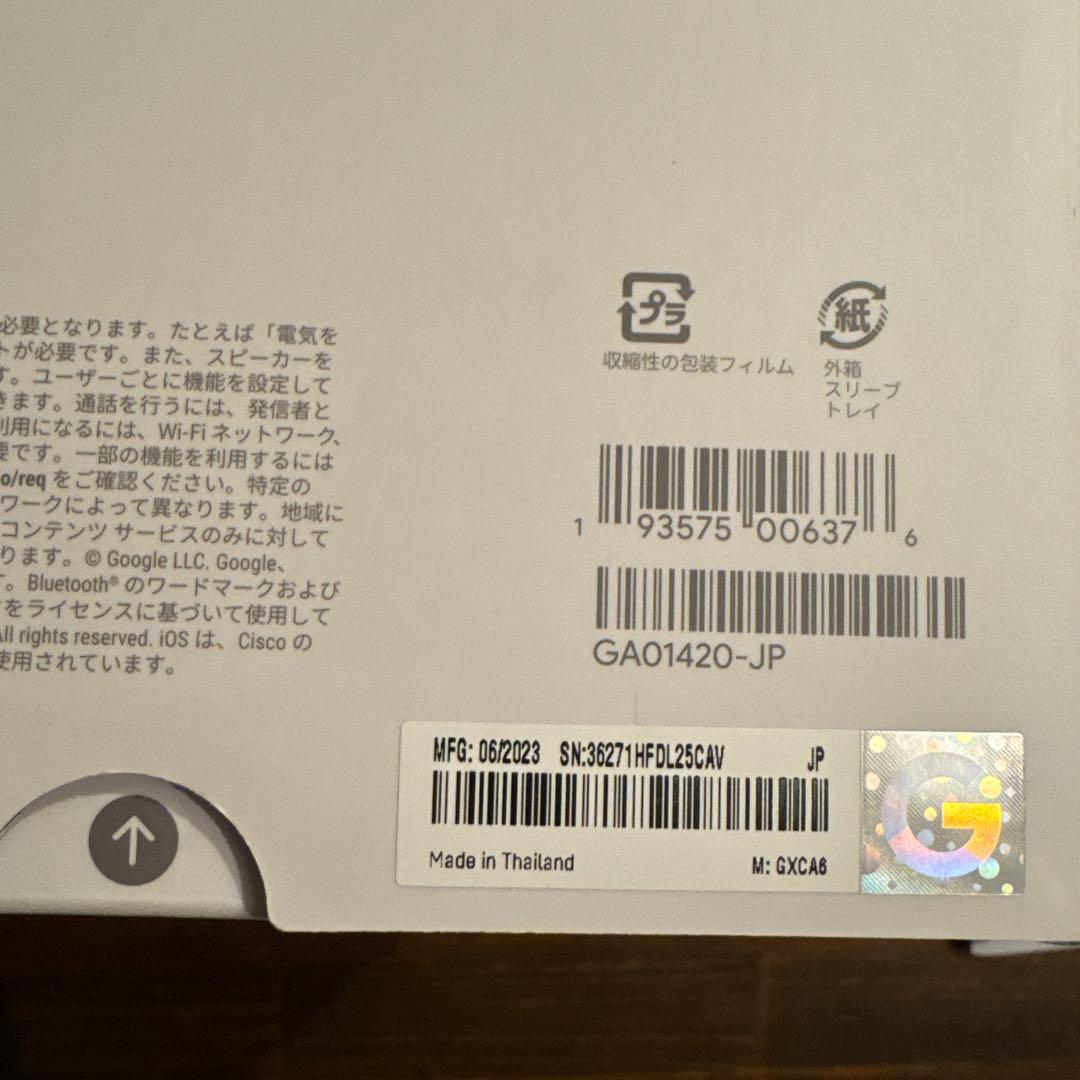 必要となります。たとえば「電気を
トが必要です。また、スピーカーを
す。ユーザーごとに機能を設定して
きます。通話を行うには、発信者と
利用になるには、Wi-Fi ネットワーク、
要です。一部の機能を利用するには
o/req をご確認ください。特定の
ワークによって異なります。地域に
コンテンツ サービスのみに対して
ります。© Google LLC. Google、
す。Bluetooth® のワードマークおよび
をライセンスに基づいて使用して
All rights reserved. iOS は、Cisco の
使用されています。
プラ
収縮性の包装フィルム
紙
外箱
スリーブ
トレイ
1 93575 00637 6
GA01420-JP
MFG: 06/2023 SN:36271HFDL25CAV JP
Made in Thailand M: GXCA6
G